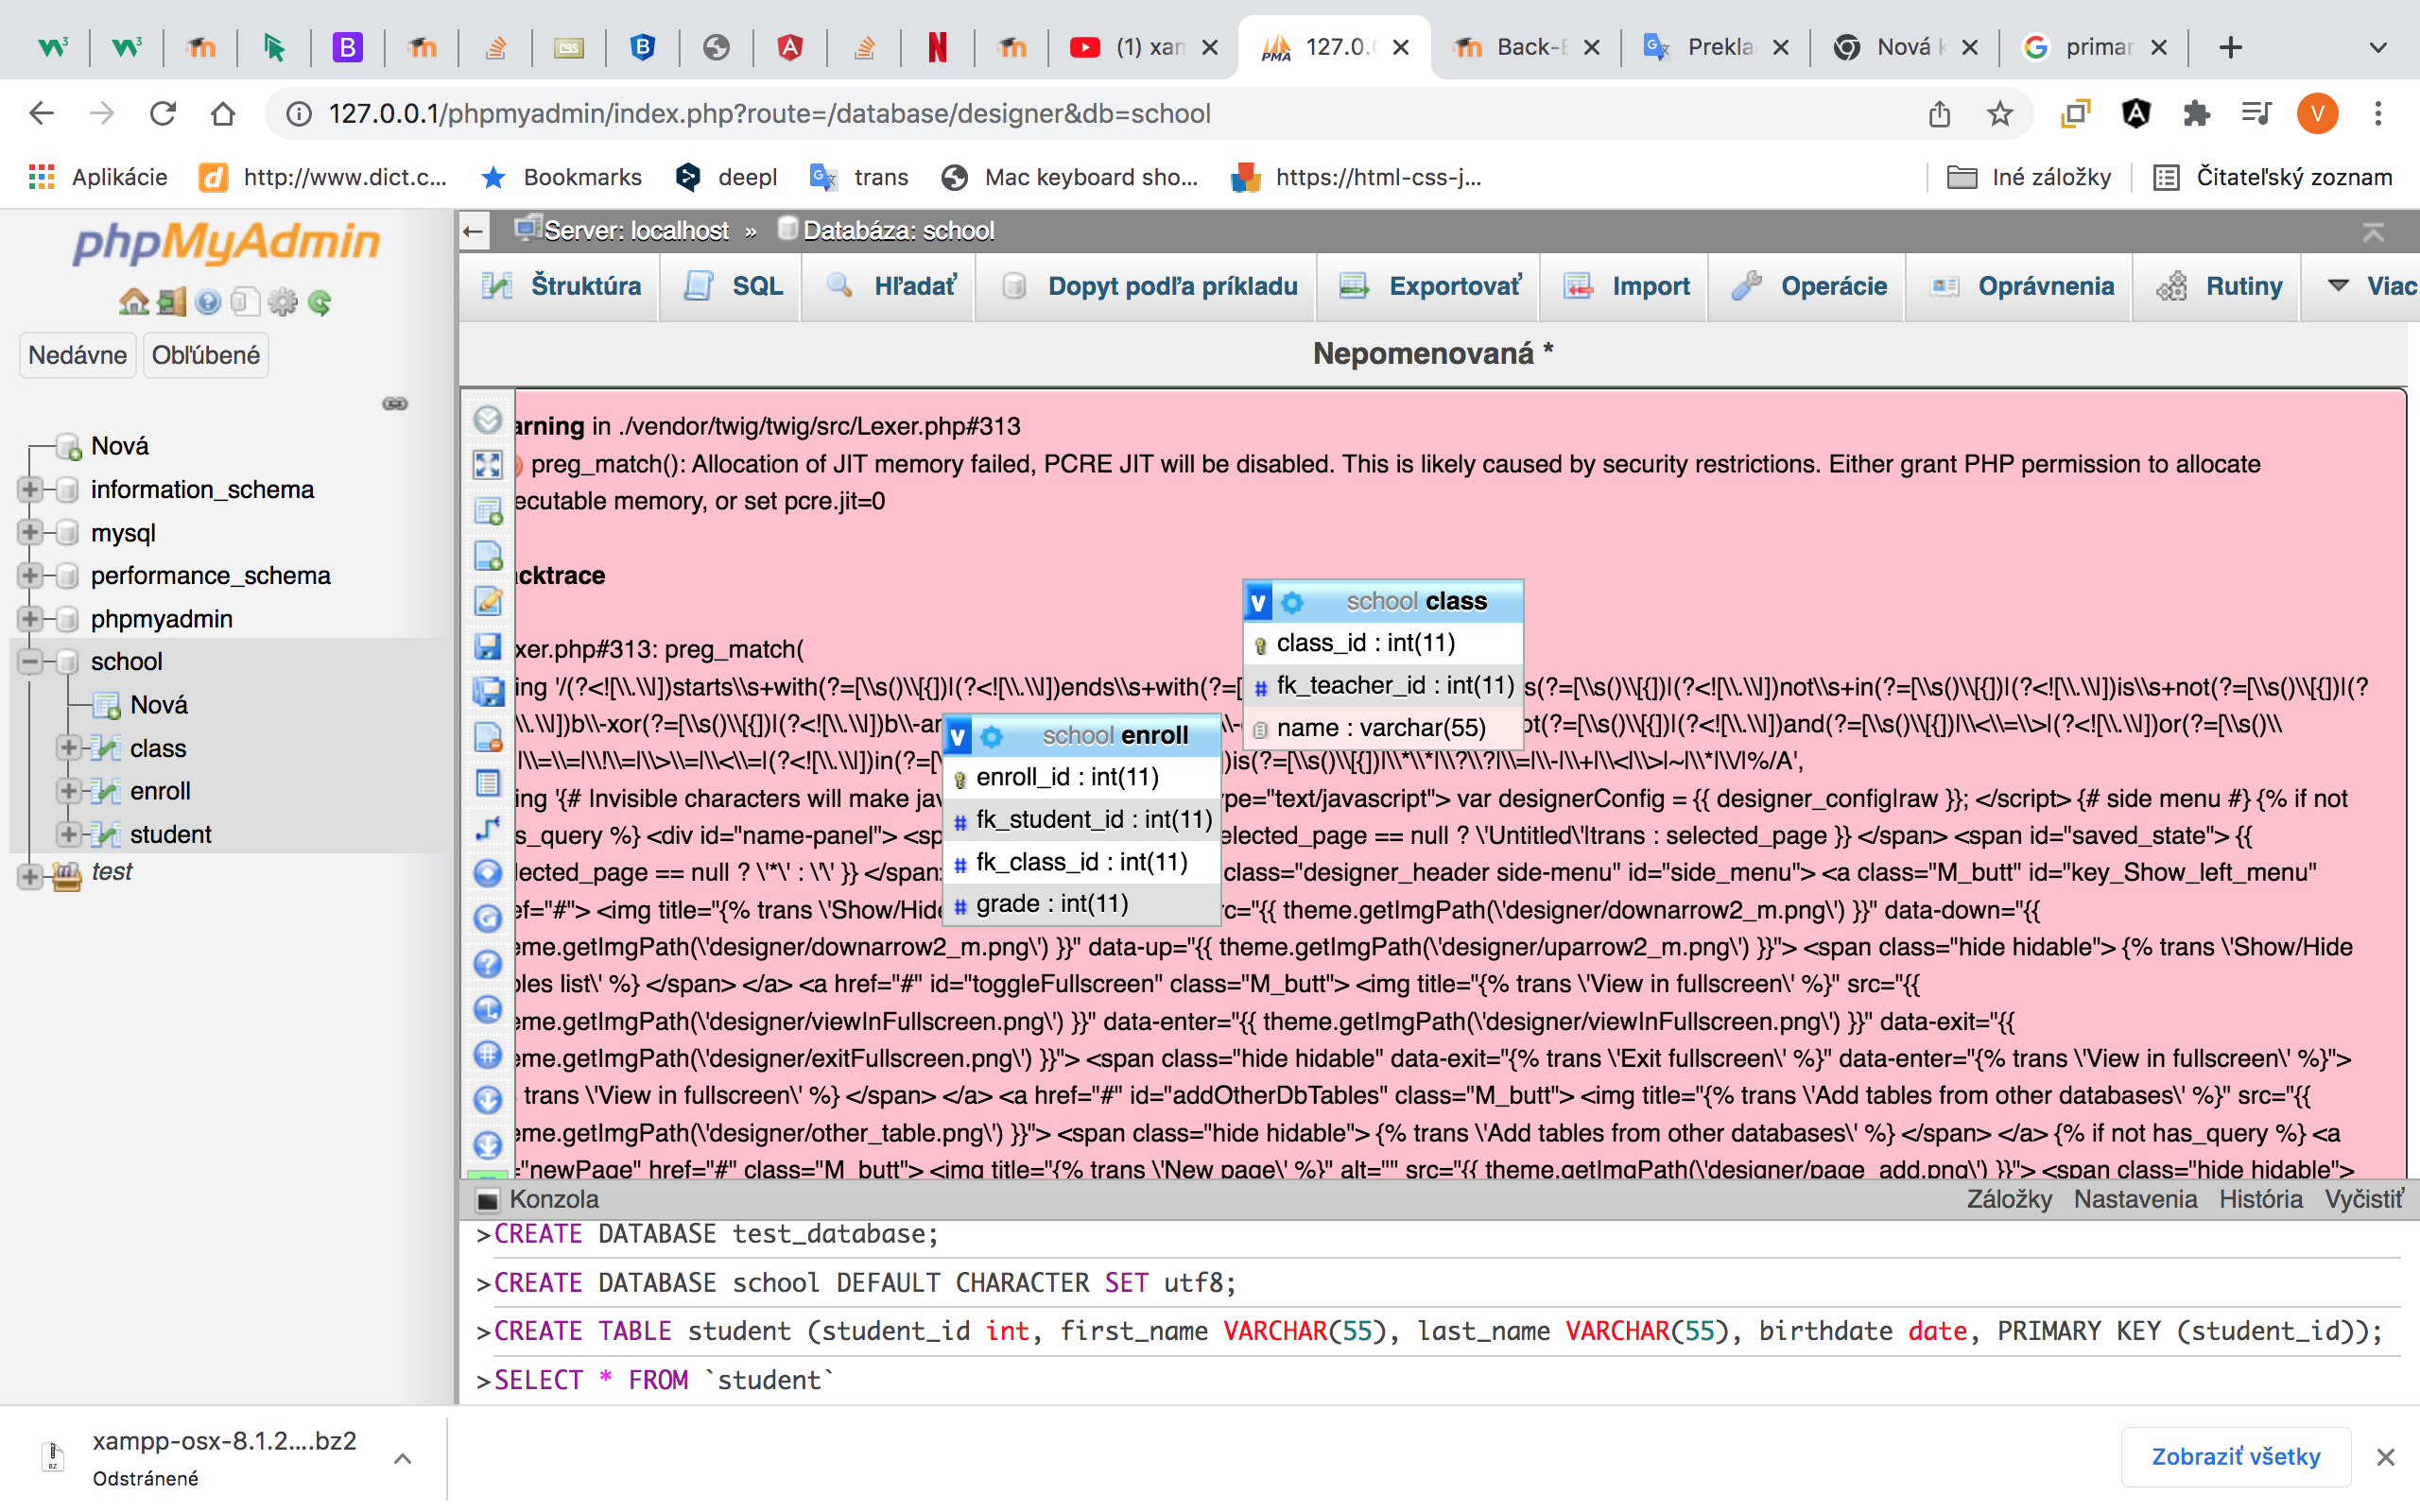 (1) xam
127.0.0
Back-E
Prekla
Nová k
primar
127.0.0.1/phpmyadmin/index.php?route=/database/designer&db=school
V
Aplikácie
http://www.dict.c...
Bookmarks
deepl
trans
Mac keyboard sho...
https://html-css-j...
Iné záložky
Čitateľský zoznam
phpMyAdmin
Nedávne
Obľúbené
Nová
information_schema
mysql
performance_schema
phpmyadmin
school
Nová
class
enroll
student
test
Server: localhost » Databáza: school
Štruktúra
SQL
Hľadať
Dopyt podľa príkladu
Exportovať
Import
Operácie
Oprávnenia
Rutiny
Viac
Nepomenovaná *
arning in ./vendor/twig/twig/src/Lexer.php#313
preg_match(): Allocation of JIT memory failed, PCRE JIT will be disabled. This is likely caused by security restrictions. Either grant PHP permission to allocate
ecutable memory, or set pcre.jit=0
cktrace
xer.php#313: preg_match(
ing '/(?<![\\.\\|])starts\\s+with(?=[\\s()\\[{])|(?<![\\.\\|])ends\\s+with(?=[ s(?=[\\s()\\[{])|(?<![\\.\\|])not\\s+in(?=[\\s()\\[{])|(?<![\\.\\|])is\\s+not(?=[\\s()\\[{])|(?
\\.\\|])b\\-xor(?=[\\s()\\[{])|(?<![\\.\\|])b\\-ar ot(?=[\\s()\\[{])|(?<![\\.\\|])and(?=[\\s()\\[{])|\\<\\=\\>|(?<![\\.\\|])or(?=[\\s()\\
|\\=\\=|\\!\\=|\\>\\=|\\<\\=|(?<![\\.\\|])in(?=[\ )is(?=[\\s()\\[{])|\\*\\*|\\?\\?|\\=|\\-|\\+|\\<|\\>|~|\\*|\\/|%/A',
ing '{# Invisible characters will make jav ype="text/javascript"> var designerConfig = {{ designer_config|raw }}; </script> {# side menu #} {% if not
s_query %} <div id="name-panel"> <sp elected_page == null ? \'Untitled\'|trans : selected_page }} </span> <span id="saved_state"> {{
lected_page == null ? \'*\' : \'\' }} </span> class="designer_header side-menu" id="side_menu"> <a class="M_butt" id="key_Show_left_menu"
ef="#"> <img title="{% trans \'Show/Hide rc="{{ theme.getImgPath(\'designer/downarrow2_m.png\') }}" data-down="{{
eme.getImgPath(\'designer/downarrow2_m.png\') }}" data-up="{{ theme.getImgPath(\'designer/uparrow2_m.png\') }}"> <span class="hide hidable"> {% trans \'Show/Hide
oles list\' %} </span> </a> <a href="#" id="toggleFullscreen" class="M_butt"> <img title="{% trans \'View in fullscreen\' %}" src="{{
eme.getImgPath(\'designer/viewInFullscreen.png\') }}" data-enter="{{ theme.getImgPath(\'designer/viewInFullscreen.png\') }}" data-exit="{{
eme.getImgPath(\'designer/exitFullscreen.png\') }}"> <span class="hide hidable" data-exit="{% trans \'Exit fullscreen\' %}" data-enter="{% trans \'View in fullscreen\' %}">
trans \'View in fullscreen\' %} </span> </a> <a href="#" id="addOtherDbTables" class="M_butt"> <img title="{% trans \'Add tables from other databases\' %}" src="{{
eme.getImgPath(\'designer/other_table.png\') }}"> <span class="hide hidable"> {% trans \'Add tables from other databases\' %} </span> </a> {% if not has_query %} <a
="newPage" href="#" class="M_butt"> <img title="{% trans \'New page\' %}" alt="" src="{{ theme.getImgPath(\'designer/page_add.png\') }}"> <span class="hide hidable">
v school class
class_id : int(11)
fk_teacher_id : int(11)
name : varchar(55)
v school enroll
enroll_id : int(11)
fk_student_id : int(11)
fk_class_id : int(11)
grade : int(11)
Konzola
Záložky Nastavenia História Vyčistiť
>CREATE DATABASE test_database;
>CREATE DATABASE school DEFAULT CHARACTER SET utf8;
>CREATE TABLE student (student_id int, first_name VARCHAR(55), last_name VARCHAR(55), birthdate date, PRIMARY KEY (student_id));
>SELECT * FROM `student`
xampp-osx-8.1.2....bz2
Odstránené
Zobraziť všetky